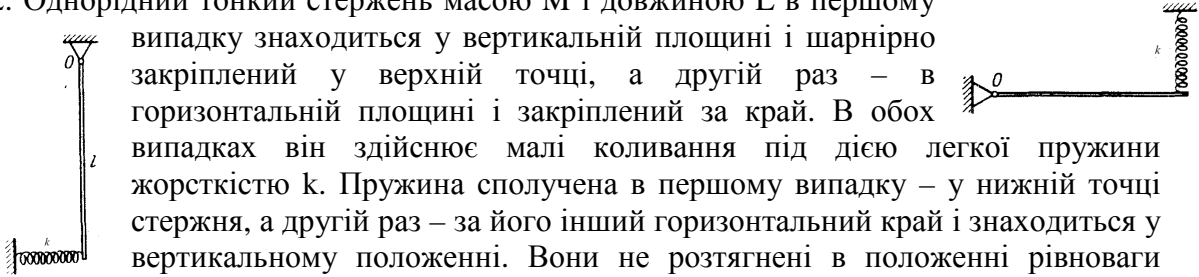 2. Однорідний тонкий стержень масою М і довжиною L в першому
випадку знаходиться у вертикальній площині і шарнірно
закріплений у верхній точці, а другій раз – в
горизонтальній площині і закріплений за край. В обох
випадках він здійснює малі коливання під дією легкої пружини
жорсткістю k. Пружина сполучена в першому випадку – у нижній точці
стержня, а другій раз – за його інший горизонтальний край і знаходиться у
вертикальному положенні. Вони не розтягнені в положенні рівноваги
O
l
k
O
k